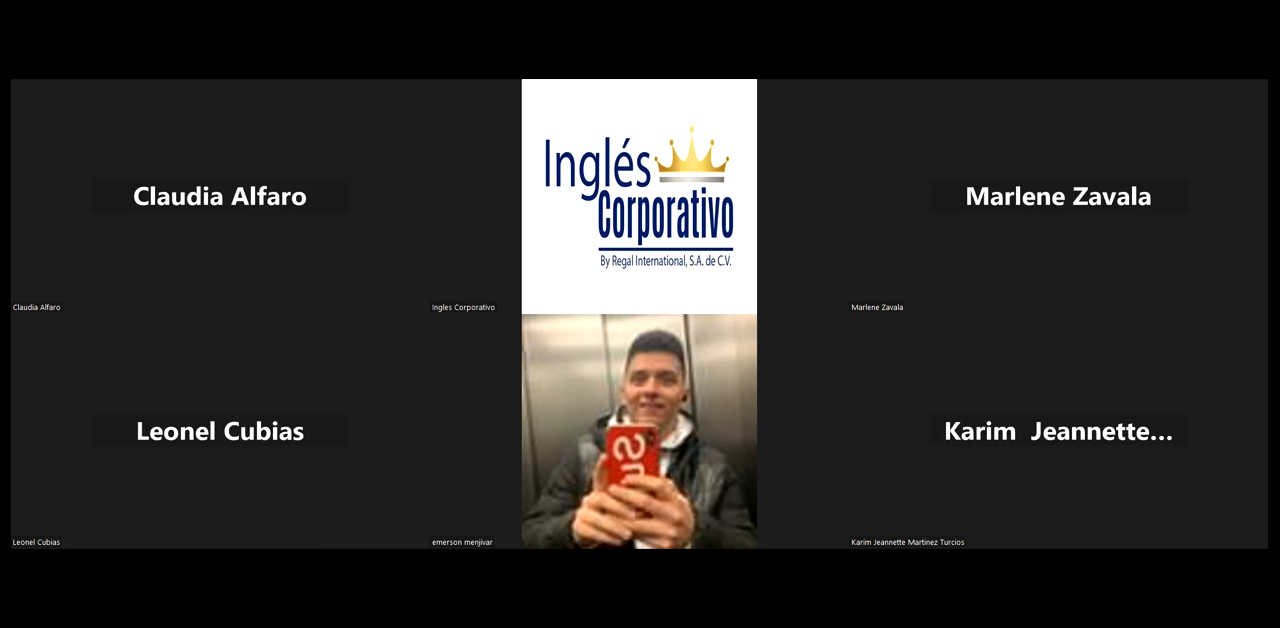 Claudia Alfaro
Inglés
Corporativo
By Regal International, S.A. de C.V.
Marlene Zavala
Claudia Alfaro
Ingles Corporativo
Marlene Zavala
Leonel Cubias
Karim Jeannette...
Leonel Cubias
emerson menjivar
Karim Jeannette Martinez Turcios